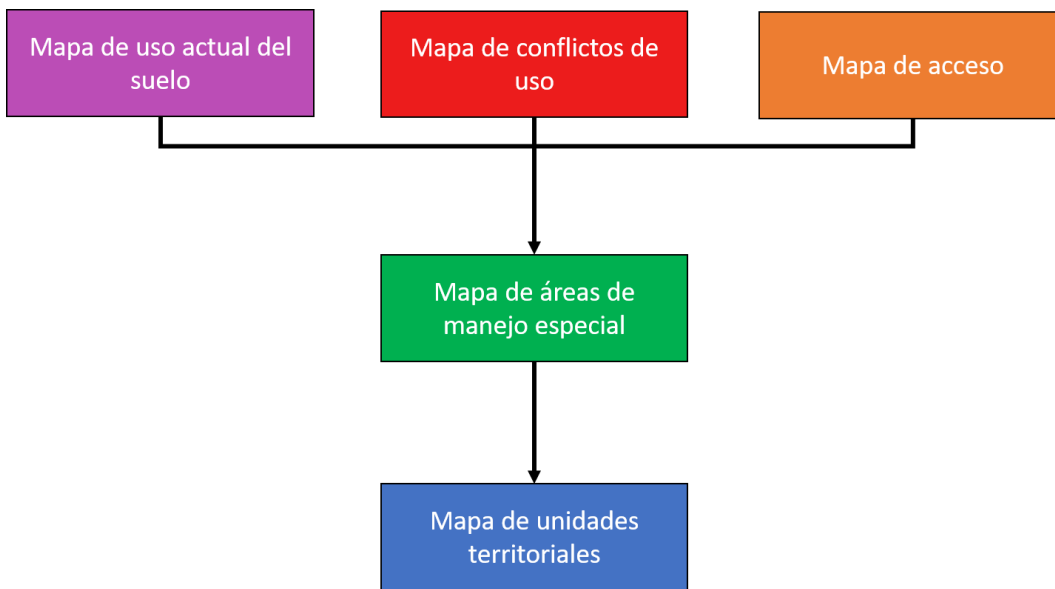 Mapa de uso actual del
suelo
Mapa de conflictos de
uso
Mapa de acceso
Mapa de áreas de
manejo especial
Mapa de unidades
territoriales